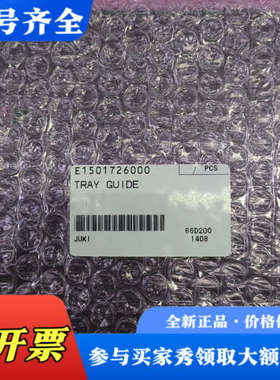 号齐全
E1501726000
/ PCS
TRAY GUIDE
66D200
JUKI
1408
全新正品·价格·价
开票
参与买家秀领取大额